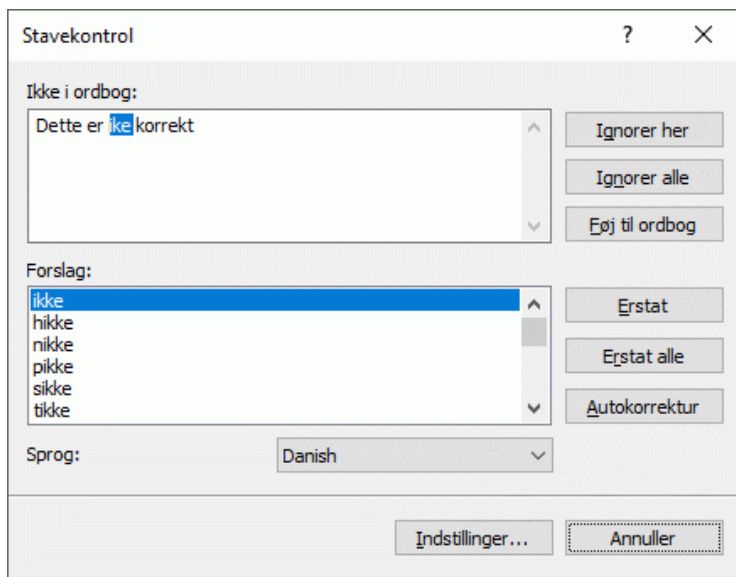 Stavekontrol
?
Ikke i ordbog:
Dette er ike korrekt
Ignorer her
Ignorer alle
Føj til ordbog
Forslag:
ikke
hikke
nikke
pikke
sikke
tikke
Erstat
Erstat alle
Autokorrektur
Sprog:
Danish
Indstillinger...
Annuller